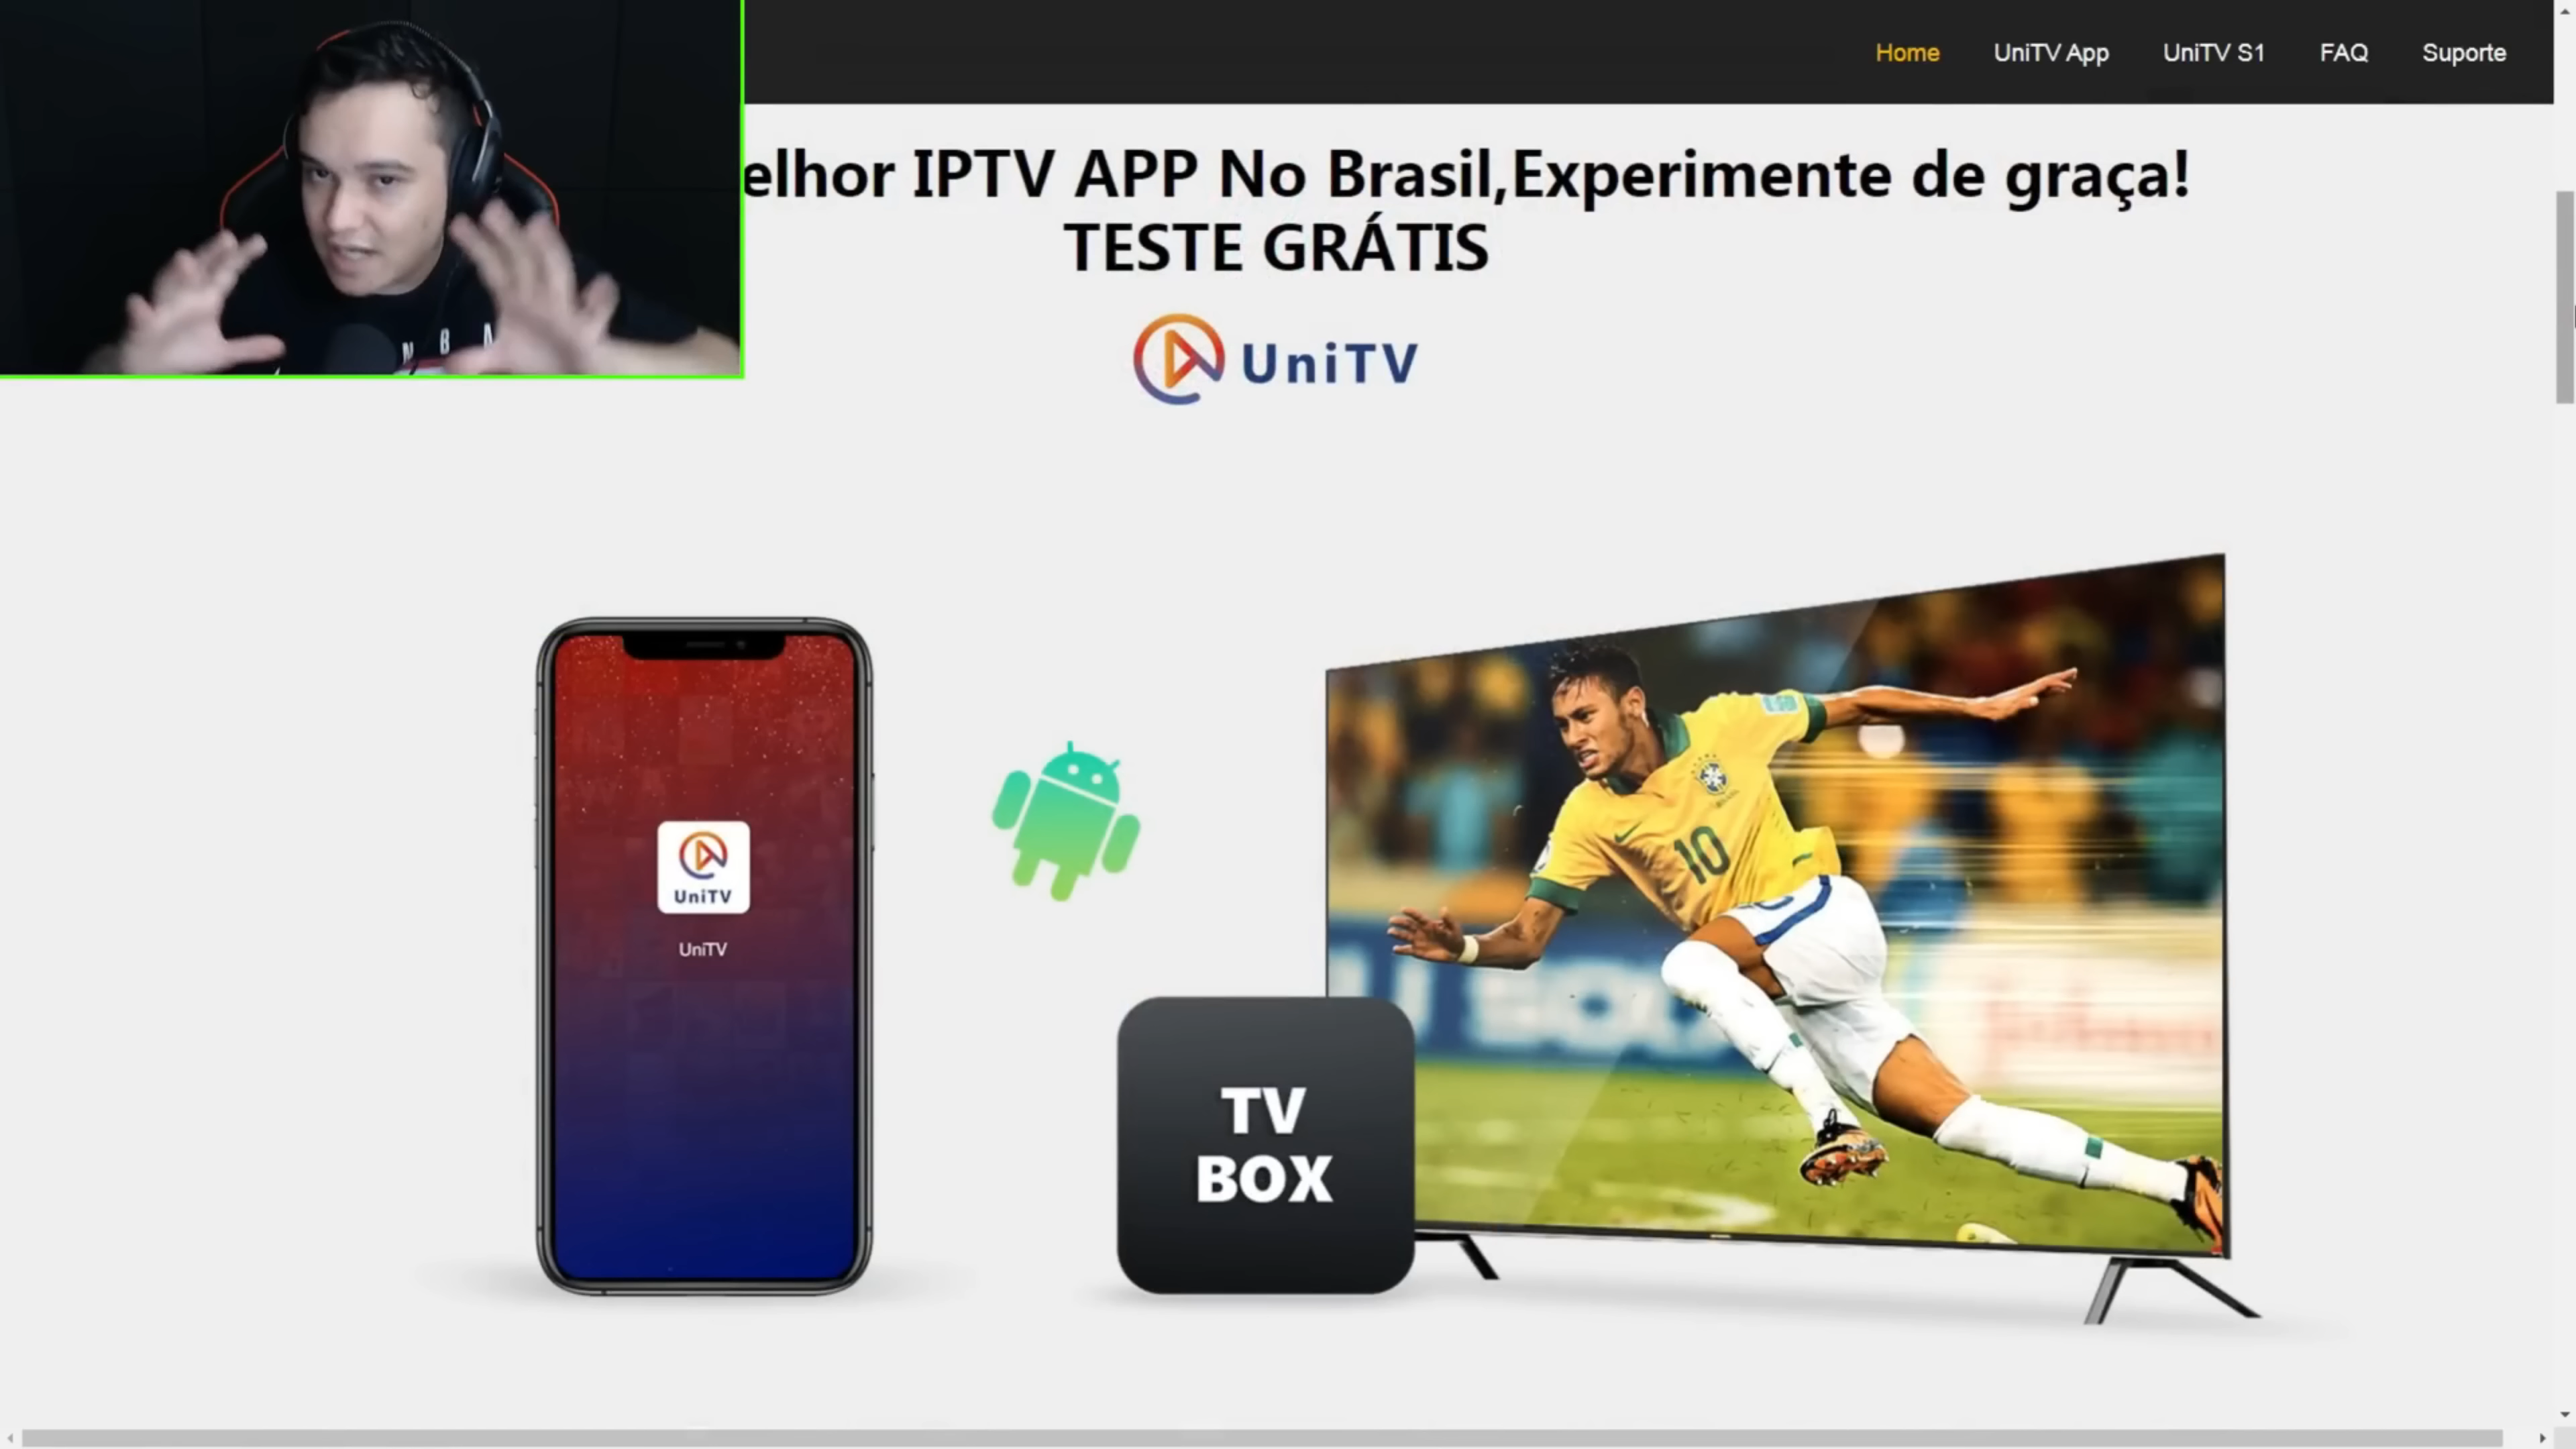 Home UniTV App UniTV S1 FAQ Suporte
elhor IPTV APP No Brasil,Experimente de graça!
TESTE GRÁTIS
UniTV
N B A
UniTV
UniTV
10
TV
BOX